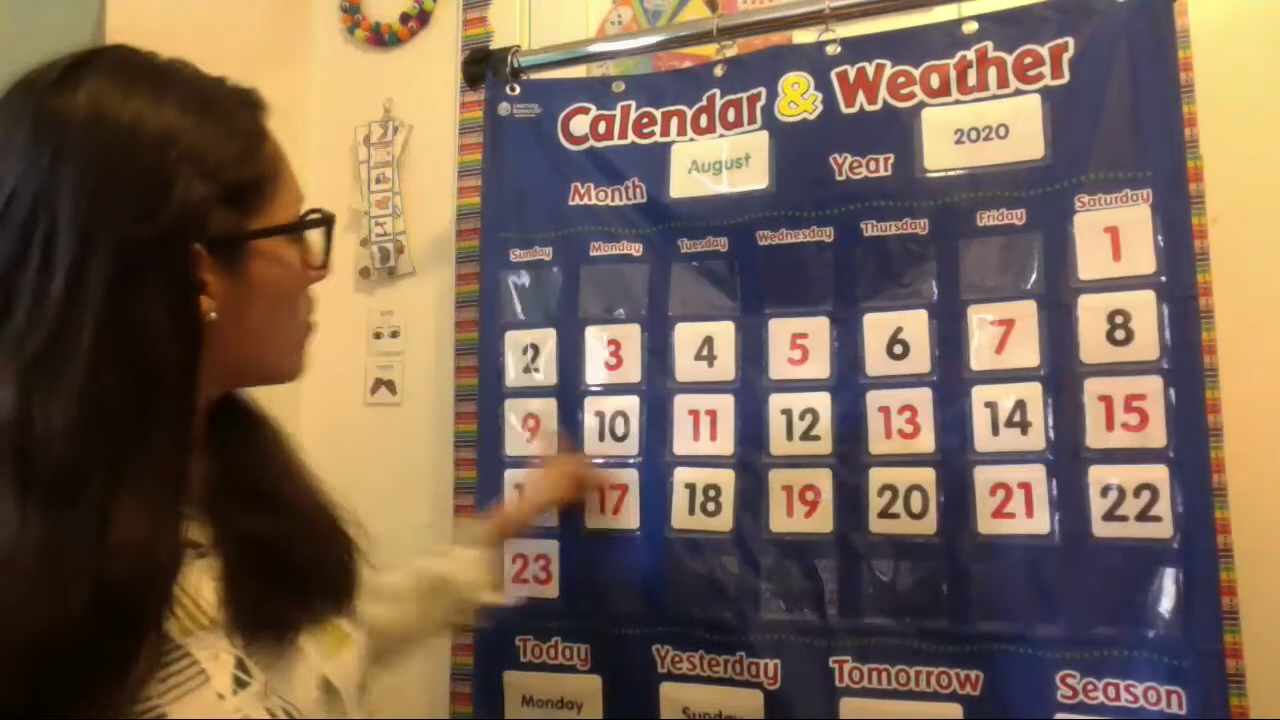 Calendar & Weather
Month August Year 2020
Sunday Monday Tuesday Wednesday Thursday Friday Saturday
1
2 3 4 5 6 7 8
9 10 11 12 13 14 15
17 18 19 20 21 22
23
Today Yesterday Tomorrow Season
Monday Sunday